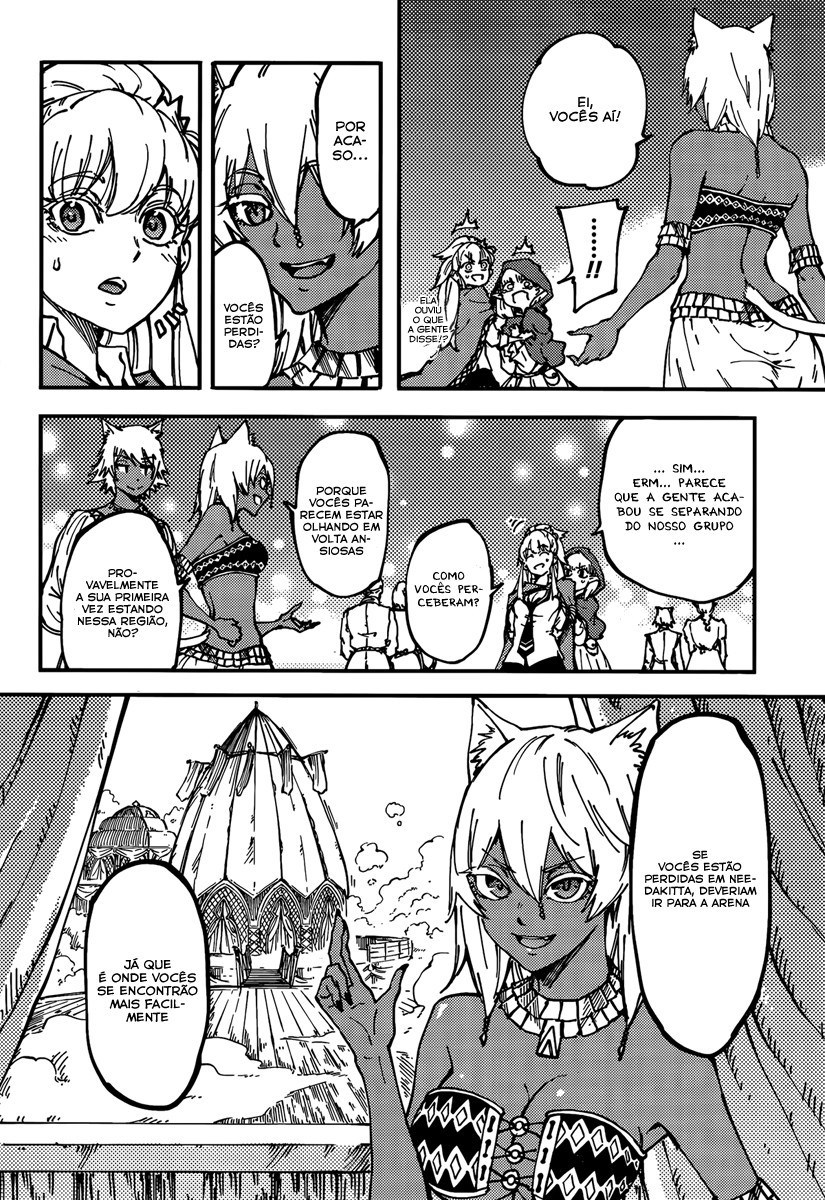 EI,
VOCÊS AÍ!
......!!
ELA
OUVIU
O QUE
A GENTE
DISSE!?
POR
ACA-
SO...
VOCÊS
ESTÃO
PERDI-
DAS?
... SIM...
ERM... PARECE
QUE A GENTE ACA-
BOU SE SEPARANDO
DO NOSSO GRUPO
...
COMO
VOCÊS PER-
CEBERAM?
PORQUE
VOCÊS PA-
RECEM ESTAR
OLHANDO EM
VOLTA AN-
SIOSAS
PRO-
VAVELMENTE
A SUA PRIMEIRA
VEZ ESTANDO
NESSA REGIÃO,
NÃO?
SE
VOCÊS ESTÃO
PERDIDAS EM NEE-
DAKITTA, DEVERIAM
IR PARA A ARENA
JÁ QUE
É ONDE VOCÊS
SE ENCONTRÃO
MAIS FACIL-
MENTE